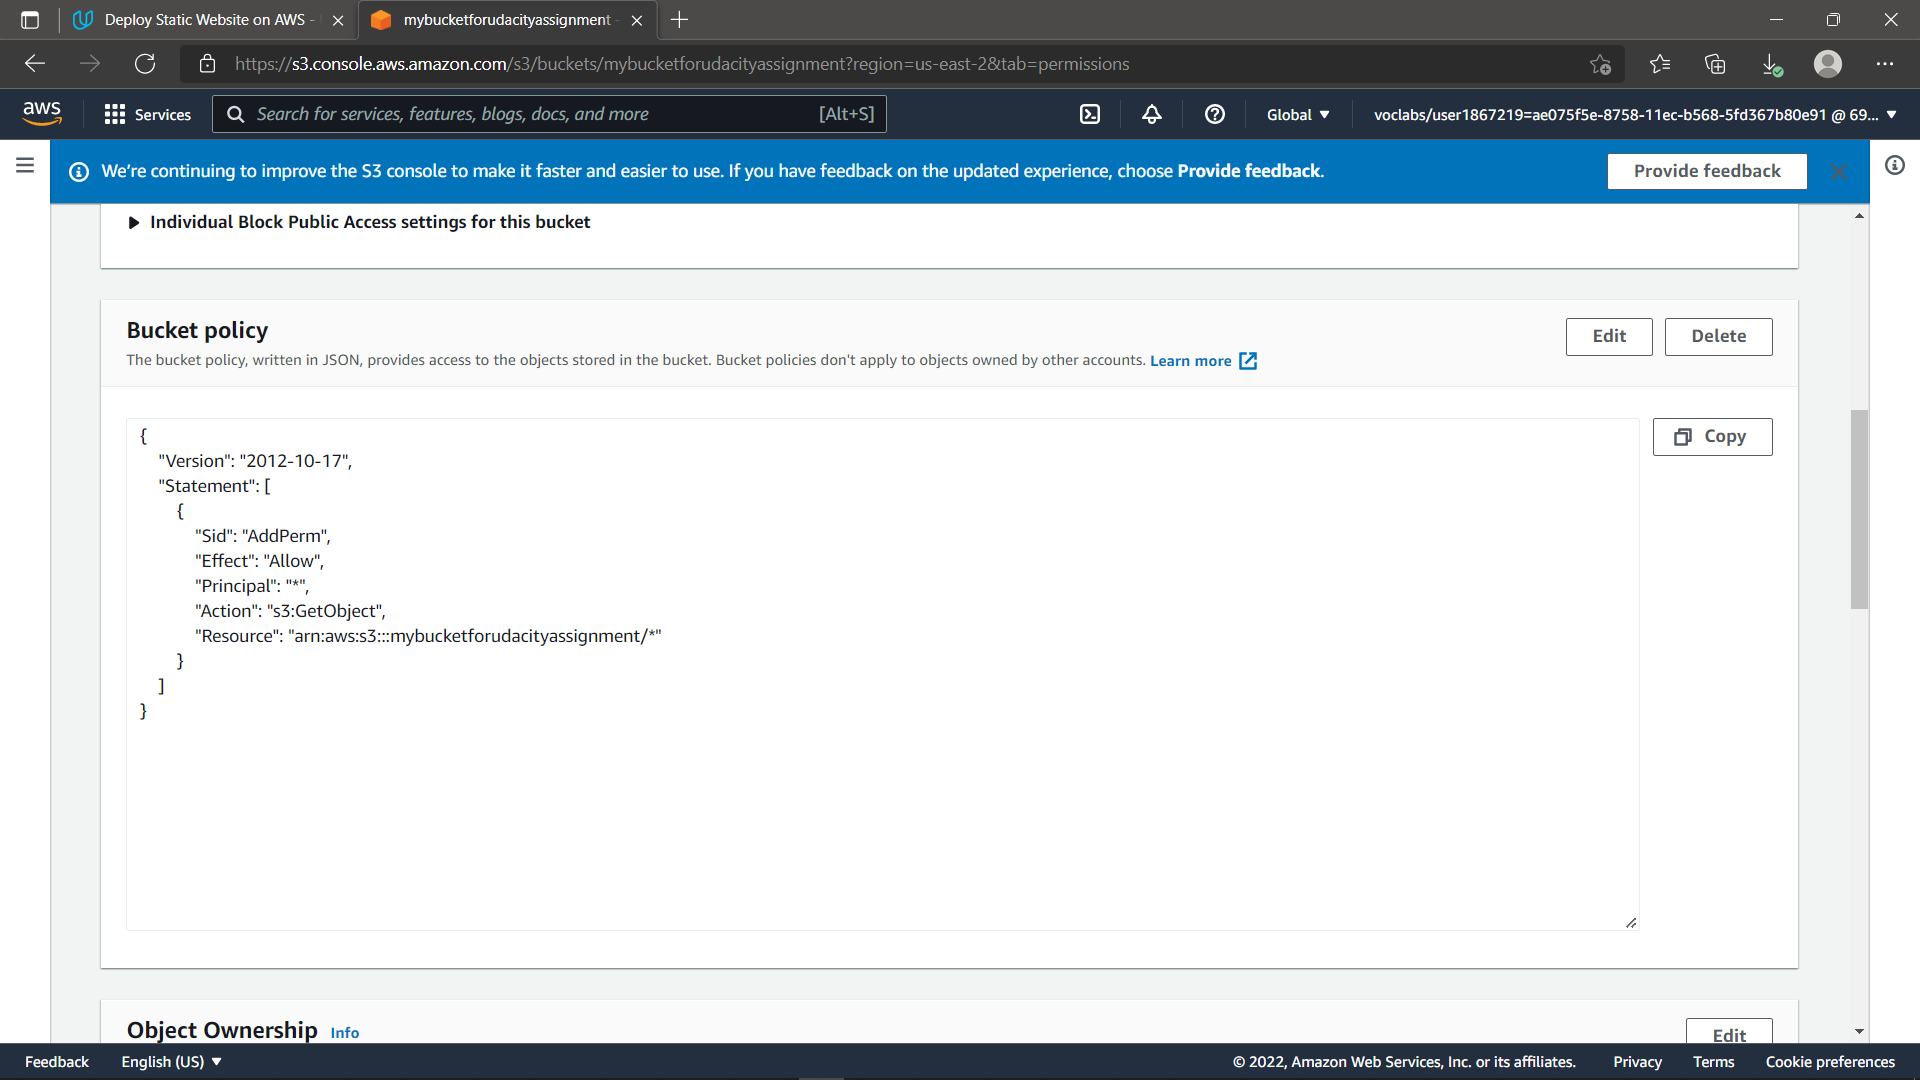 Deploy Static Website on AWS -
mybucketforudacityassignment -
https://s3.console.aws.amazon.com/s3/buckets/mybucketforudacityassignment?region=us-east-2&tab=permissions
aws
Services
Search for services, features, blogs, docs, and more
[Alt+S]
Global
voclabs/user1867219=ae075f5e-8758-11ec-b568-5fd367b80e91 @ 69...
We're continuing to improve the S3 console to make it faster and easier to use. If you have feedback on the updated experience, choose Provide feedback.
Provide feedback
Individual Block Public Access settings for this bucket
Bucket policy
Edit
Delete
The bucket policy, written in JSON, provides access to the objects stored in the bucket. Bucket policies don't apply to objects owned by other accounts. Learn more
Copy
{
"Version": "2012-10-17",
"Statement": [
{
"Sid": "AddPerm",
"Effect": "Allow",
"Principal": "*",
"Action": "s3:GetObject",
"Resource": "arn:aws:s3:::mybucketforudacityassignment/*"
}
]
}
Object Ownership Info
Edit
Feedback
English (US)
© 2022, Amazon Web Services, Inc. or its affiliates.
Privacy
Terms
Cookie preferences